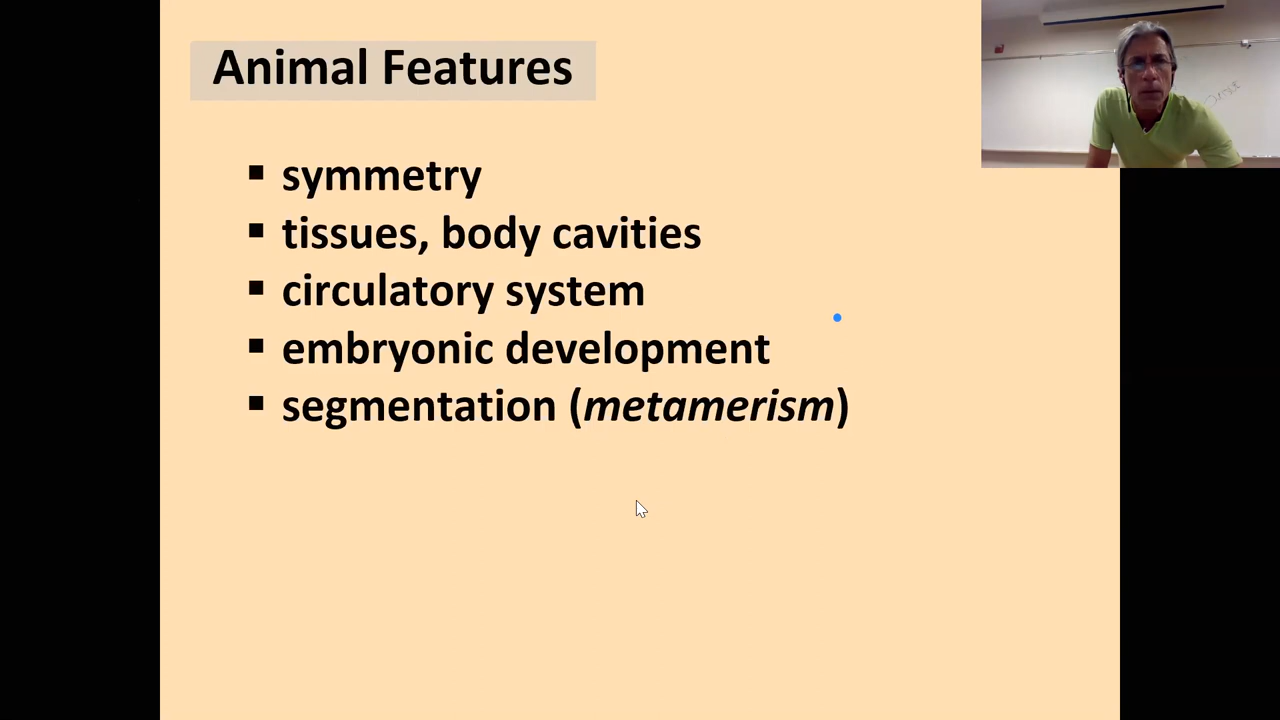 Animal Features
▪ symmetry
▪ tissues, body cavities
▪ circulatory system
▪ embryonic development
▪ segmentation (metamerism)